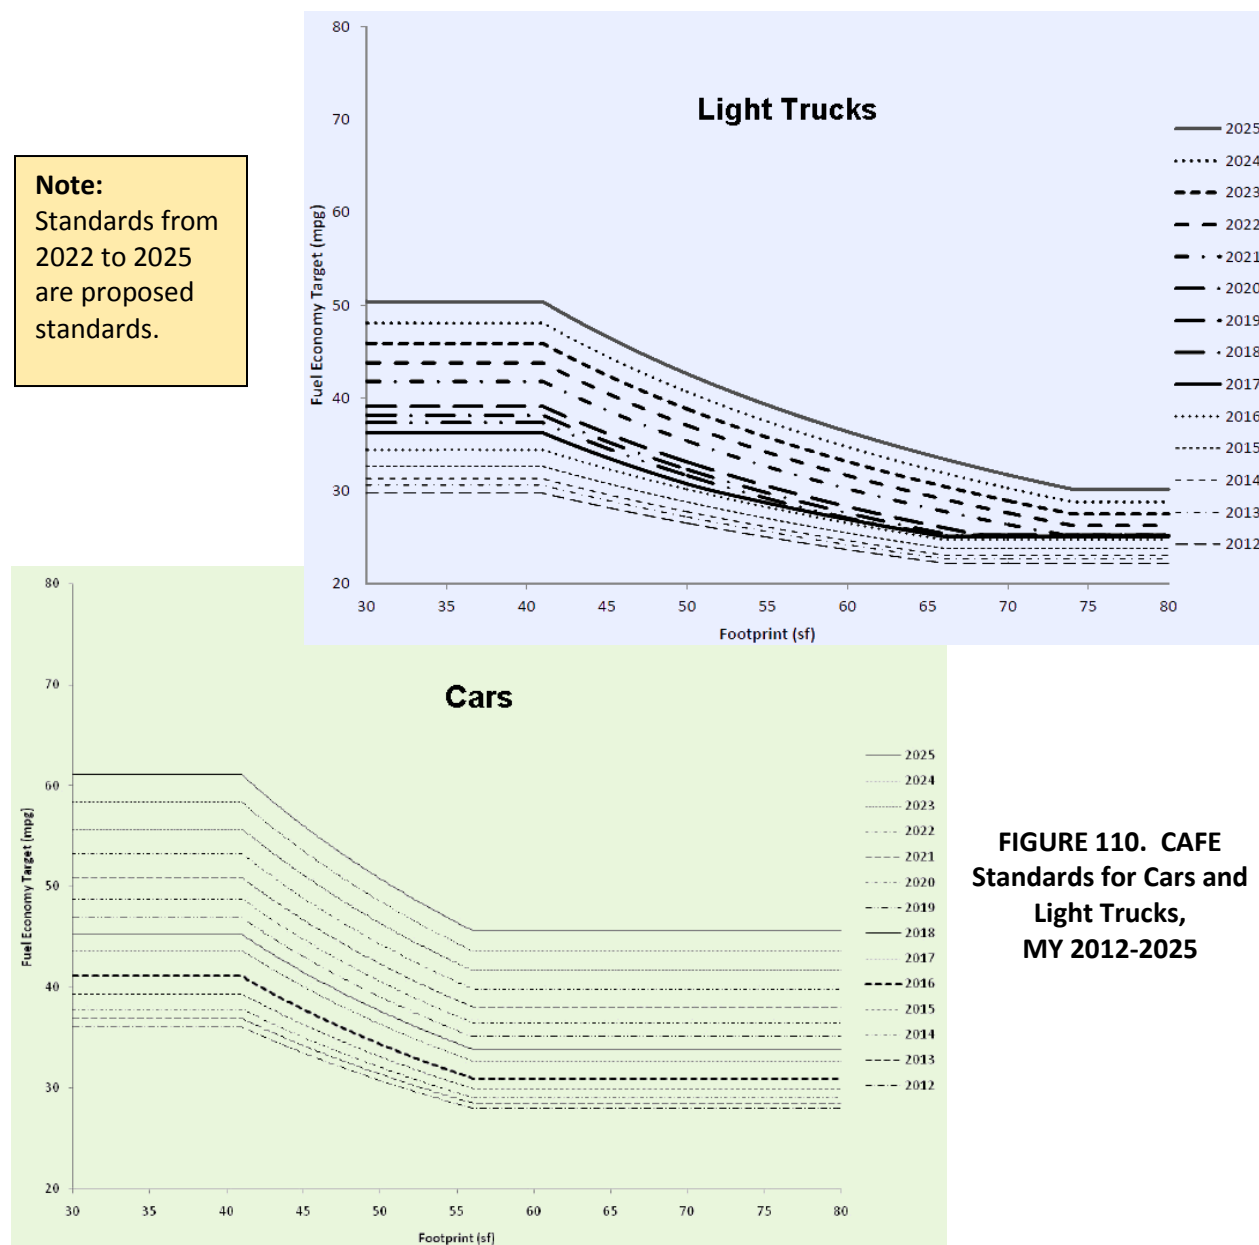 Note:
Standards from
2022 to 2025
are proposed
standards.
Light Trucks
Fuel Economy Target (mpg)
80
70
60
50
40
30
20
30 35 40 45 50 55 60 65 70 75 80
Footprint (sf)
2025
2024
2023
2022
2021
2020
2019
2018
2017
2016
2015
2014
2013
2012
Cars
Fuel Economy Target (mpg)
80
70
60
50
40
30
20
30 35 40 45 50 55 60 65 70 75 80
Footprint (sf)
2025
2024
2023
2022
2021
2020
2019
2018
2017
2016
2015
2014
2013
2012
FIGURE 110. CAFE
Standards for Cars and
Light Trucks,
MY 2012-2025